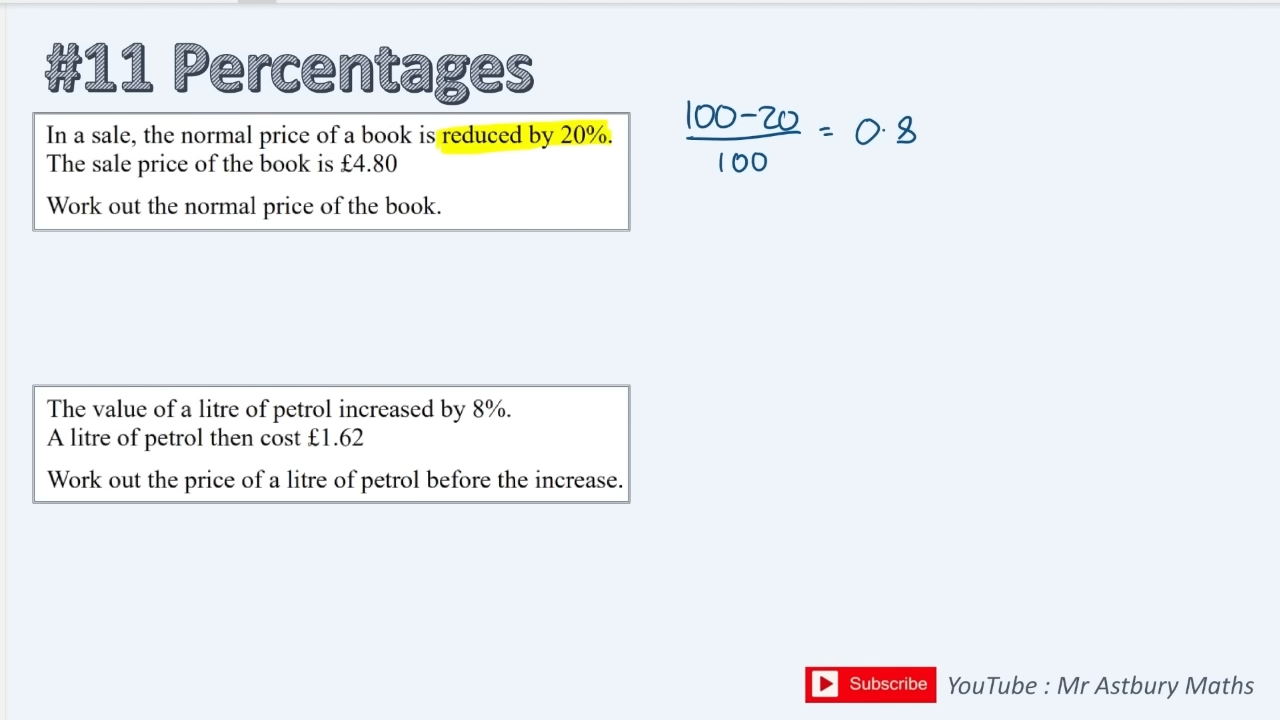 #11 Percentages
In a sale, the normal price of a book is reduced by 20%.
The sale price of the book is £4.80
Work out the normal price of the book.
100-20
100
= 0.8
The value of a litre of petrol increased by 8%.
A litre of petrol then cost £1.62
Work out the price of a litre of petrol before the increase.
Subscribe
YouTube : Mr Astbury Maths